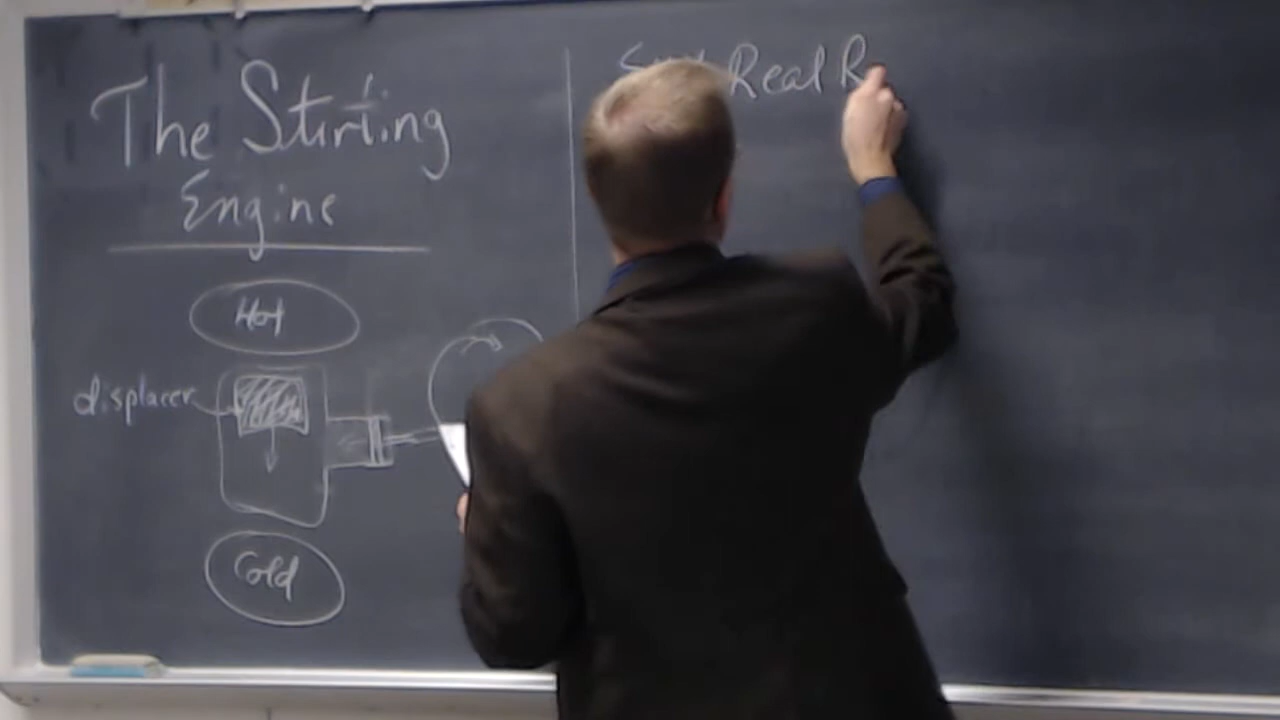 The Stirling
Engine
Hot
displacer
Cold
Real R